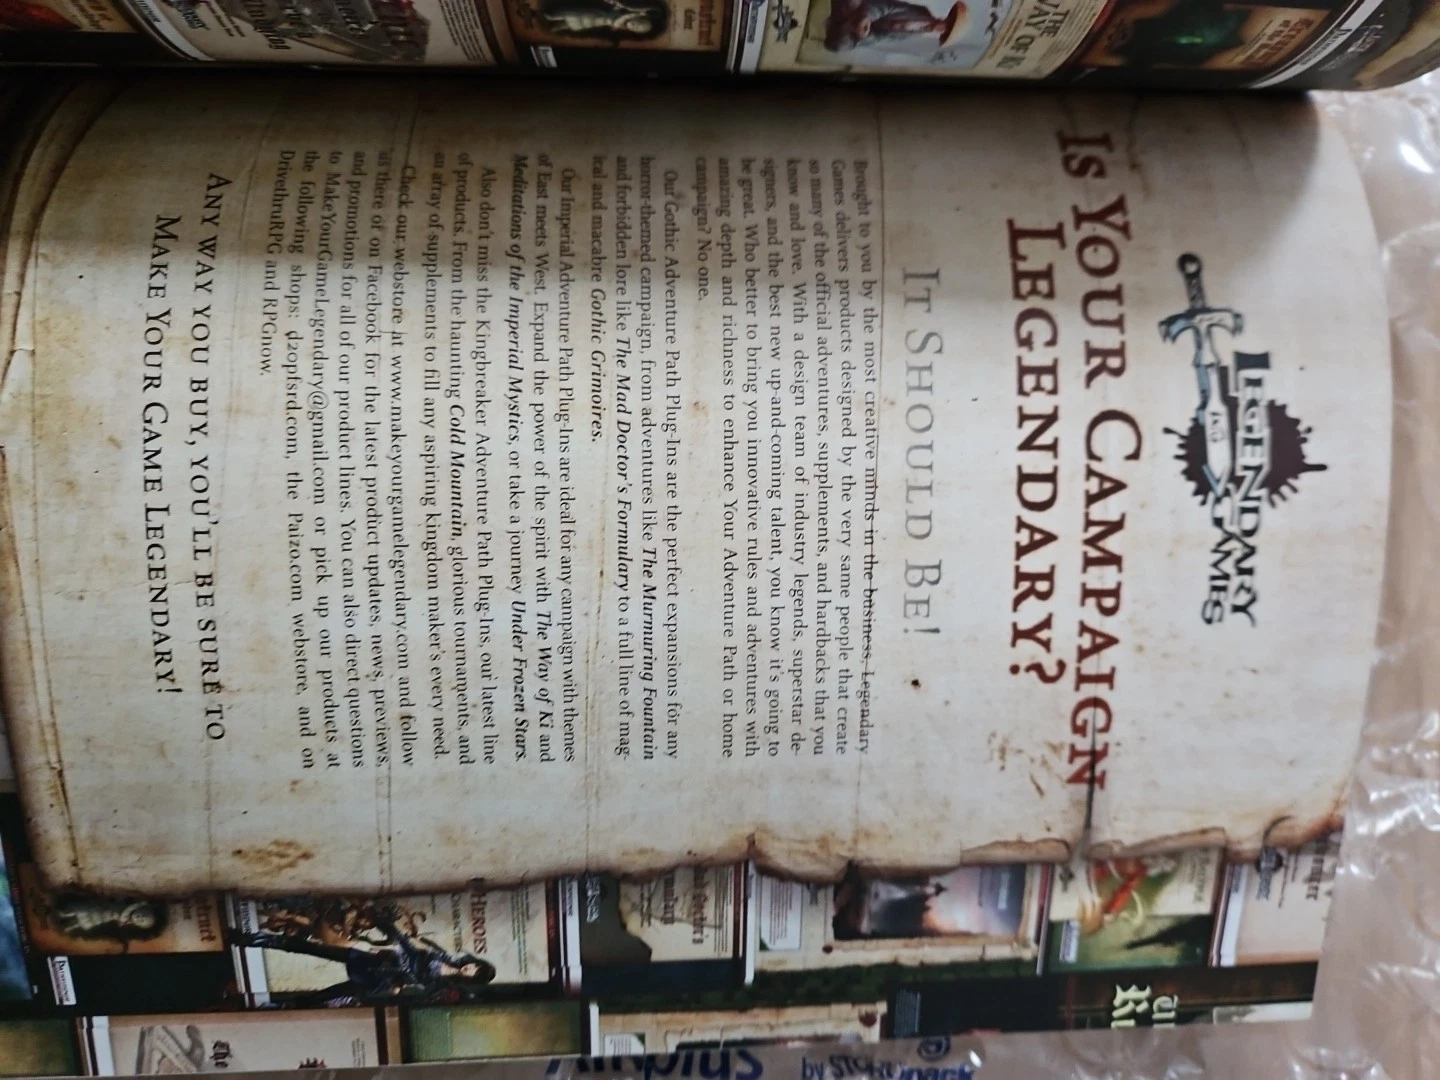 LEGENDARY
GAMES
IS YOUR CAMPAIGN
LEGENDARY?
IT SHOULD BE!
Brought to you by the most creative minds in the business, Legendary
Games delivers products designed by the very same people that create
so many of the official adventures, supplements, and hardbacks that you
know and love. With a design team of industry legends, superstar de-
signers, and the best new up-and-coming talent, you know it's going to
be great. Who better to bring you innovative rules and adventures with
amazing depth and richness to enhance Your Adventure Path or home
campaign? No one.
Our Gothic Adventure Path Plug-Ins are the perfect expansions for any
horror-themed campaign, from adventures like The Murmuring Fountain
and forbidden lore like The Mad Doctor's Formulary to a full line of mag-
ical and macabre Gothic Grimoires.
Our Imperial Adventure Path Plug-Ins are ideal for any campaign with themes
of East meets West. Expand the power of the spirit with The Way of Ki and
Meditations of the Imperial Mystics, or take a journey Under Frozen Stars.
Also don't miss the Kingbreaker Adventure Path Plug-Ins, our latest line
of products. From the haunting Cold Mountain, glorious tournaments, and
an array of supplements to fill any aspiring kingdom maker's every need.
Check our webstore at www.makeyourgamelegendary.com and follow
us there or on Facebook for the latest product updates, news, previews,
and promotions for all of our product lines. You can also direct questions
to MakeYourGameLegendary@gmail.com or pick up our products at
the following shops: d20pfsrd.com, the Paizo.com webstore, and on
DrivethruRPG and RPGnow.
ANY WAY YOU BUY, YOU'LL BE SURE TO
MAKE YOUR GAME LEGENDARY!
THE
WAY OF KI
HEROES
The